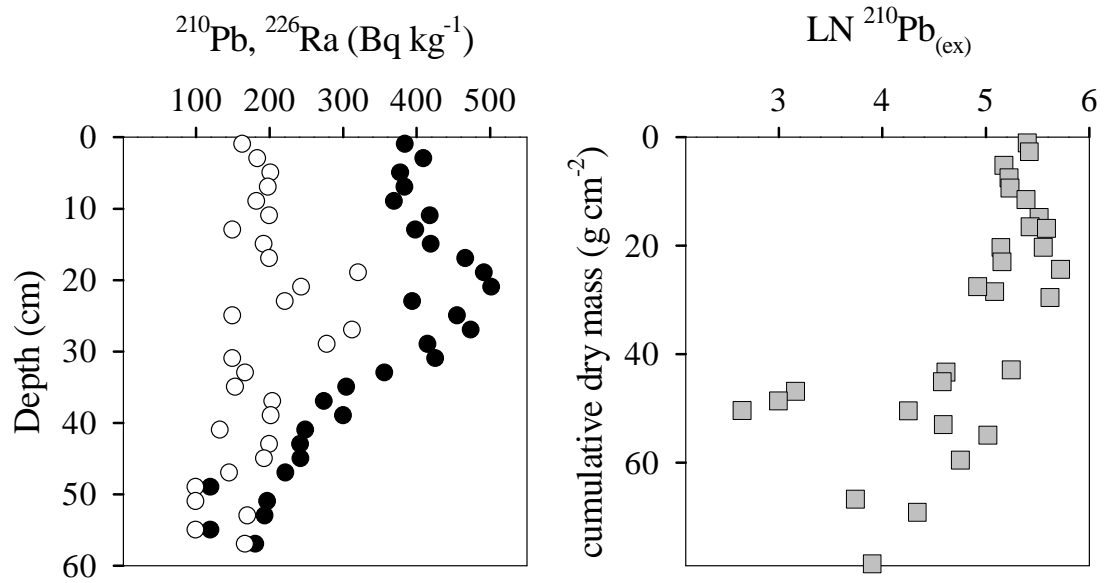 ²¹⁰Pb, ²²⁶Ra (Bq kg⁻¹)
100 200 300 400 500
0
10
20
30
40
50
60
Depth (cm)
LN ²¹⁰Pb₍ex₎
3 4 5 6
0
20
40
60
cumulative dry mass (g cm⁻²)